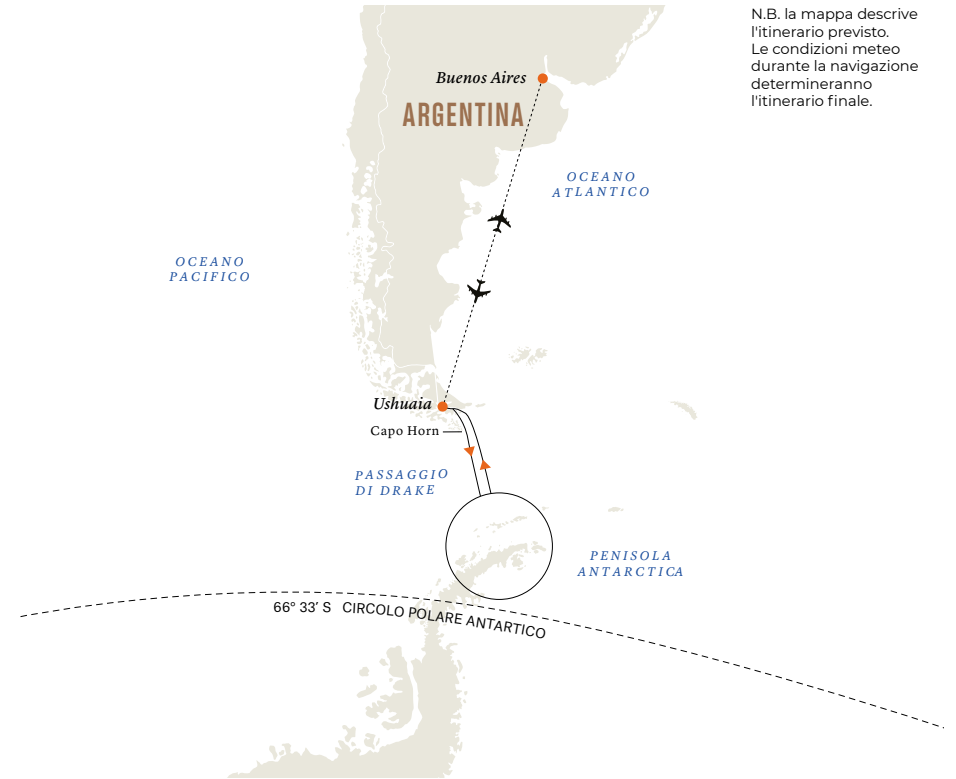 N.B. la mappa descrive
l'itinerario previsto.
Le condizioni meteo
durante la navigazione
determineranno
l'itinerario finale.
Buenos Aires
ARGENTINA
OCEANO
ATLANTICO
OCEANO
PACIFICO
Ushuaia
Capo Horn
PASSAGGIO
DI DRAKE
PENISOLA
ANTARCTICA
66° 33′ S CIRCOLO POLARE ANTARTICO